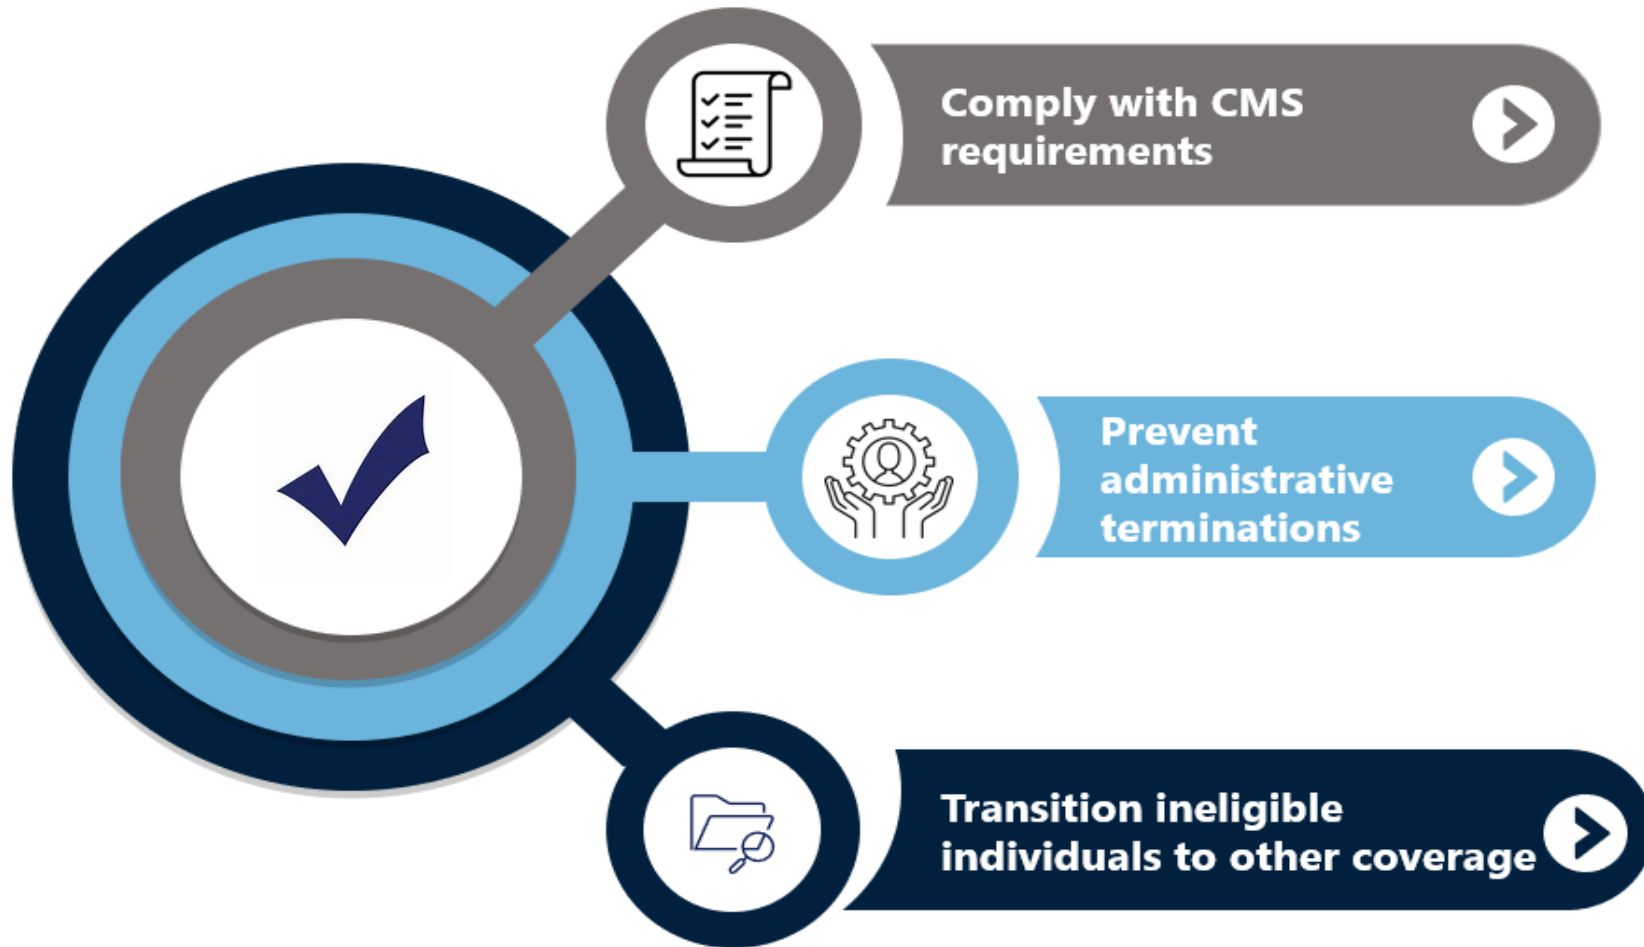 Comply with CMS
requirements
Prevent
administrative
terminations
Transition ineligible
individuals to other coverage